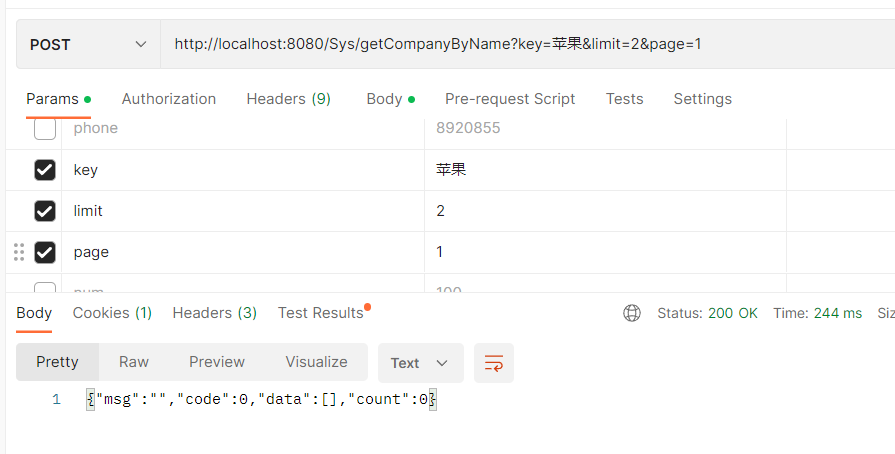 POST http://localhost:8080/Sys/getCompanyByName?key=苹果&limit=2&page=1
Params Authorization Headers (9) Body Pre-request Script Tests Settings
phone 8920855
key 苹果
limit 2
page 1
num 100
Body Cookies (1) Headers (3) Test Results Status: 200 OK Time: 244 ms Siz
Pretty Raw Preview Visualize Text
1 {"msg":"","code":0,"data":[],"count":0}